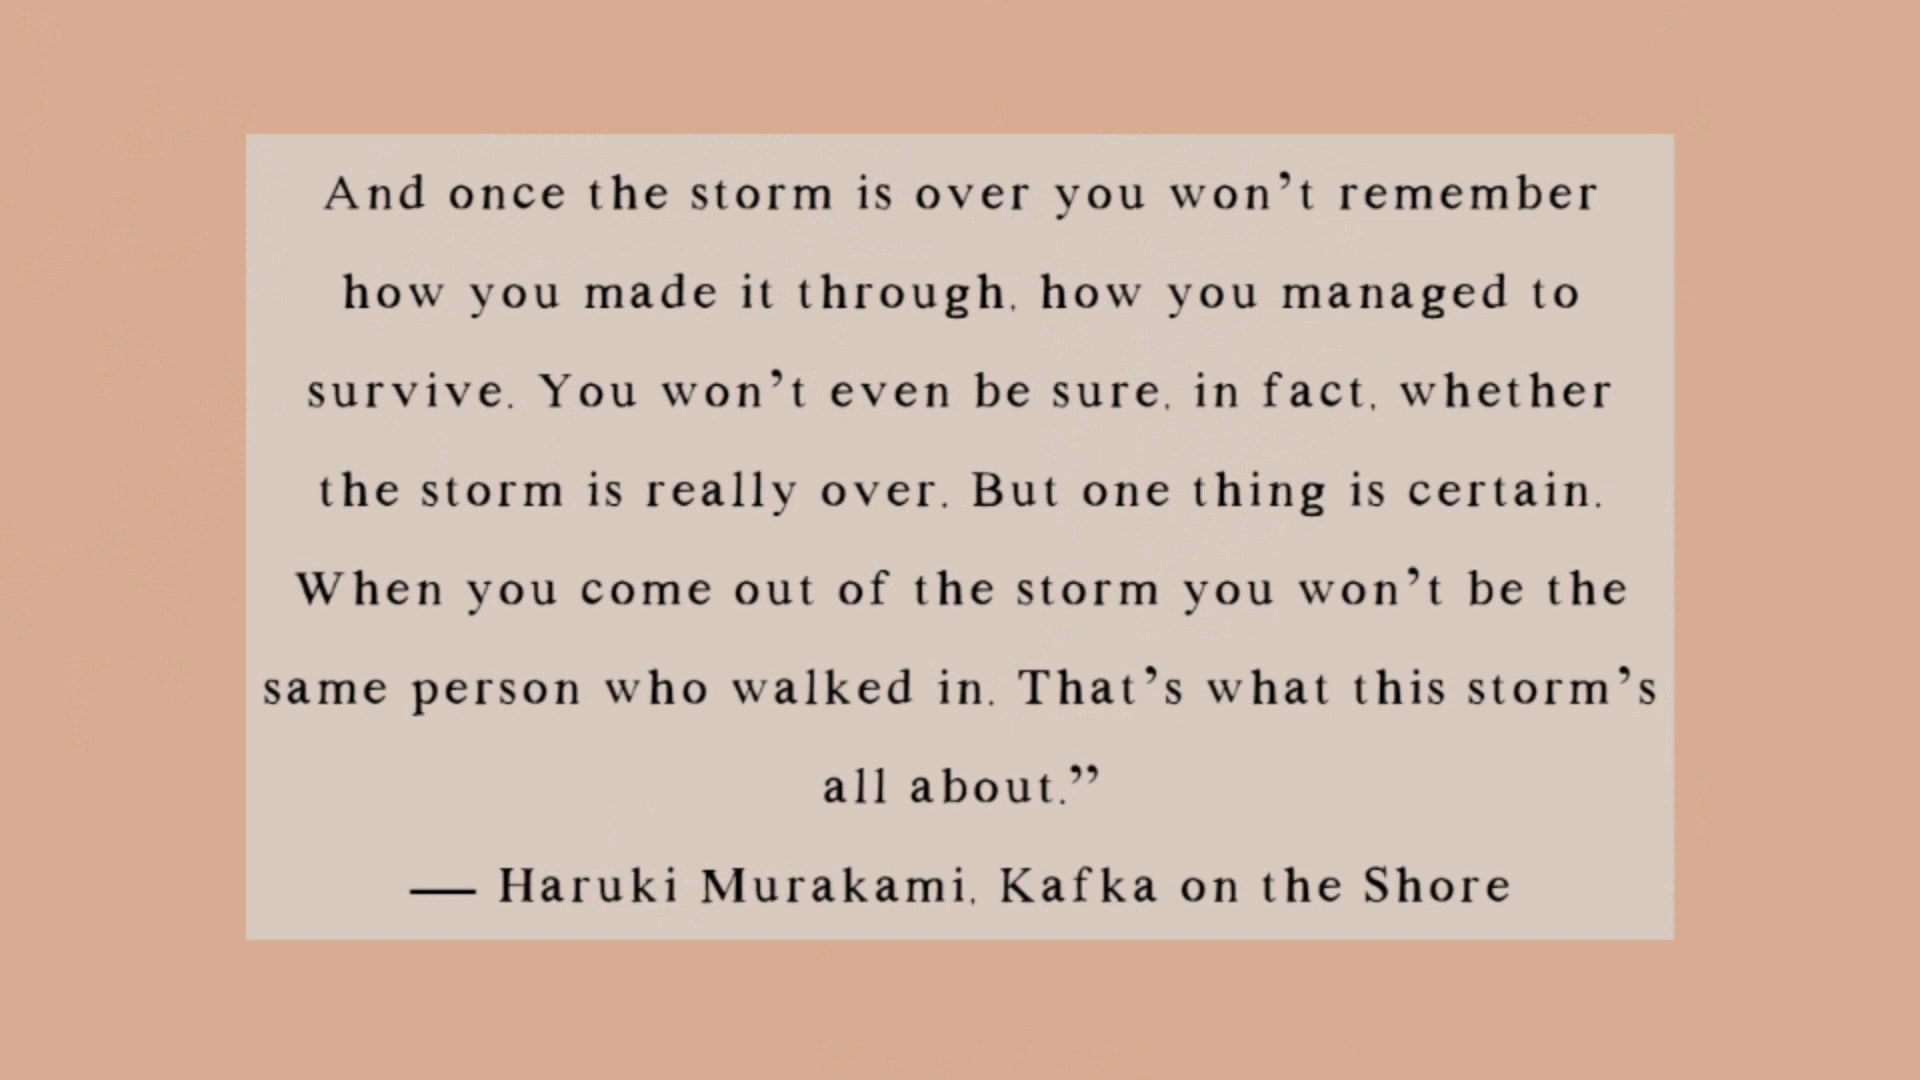 And once the storm is over you won’t remember
how you made it through, how you managed to
survive. You won’t even be sure, in fact, whether
the storm is really over. But one thing is certain.
When you come out of the storm you won’t be the
same person who walked in. That’s what this storm’s
all about.”
— Haruki Murakami, Kafka on the Shore